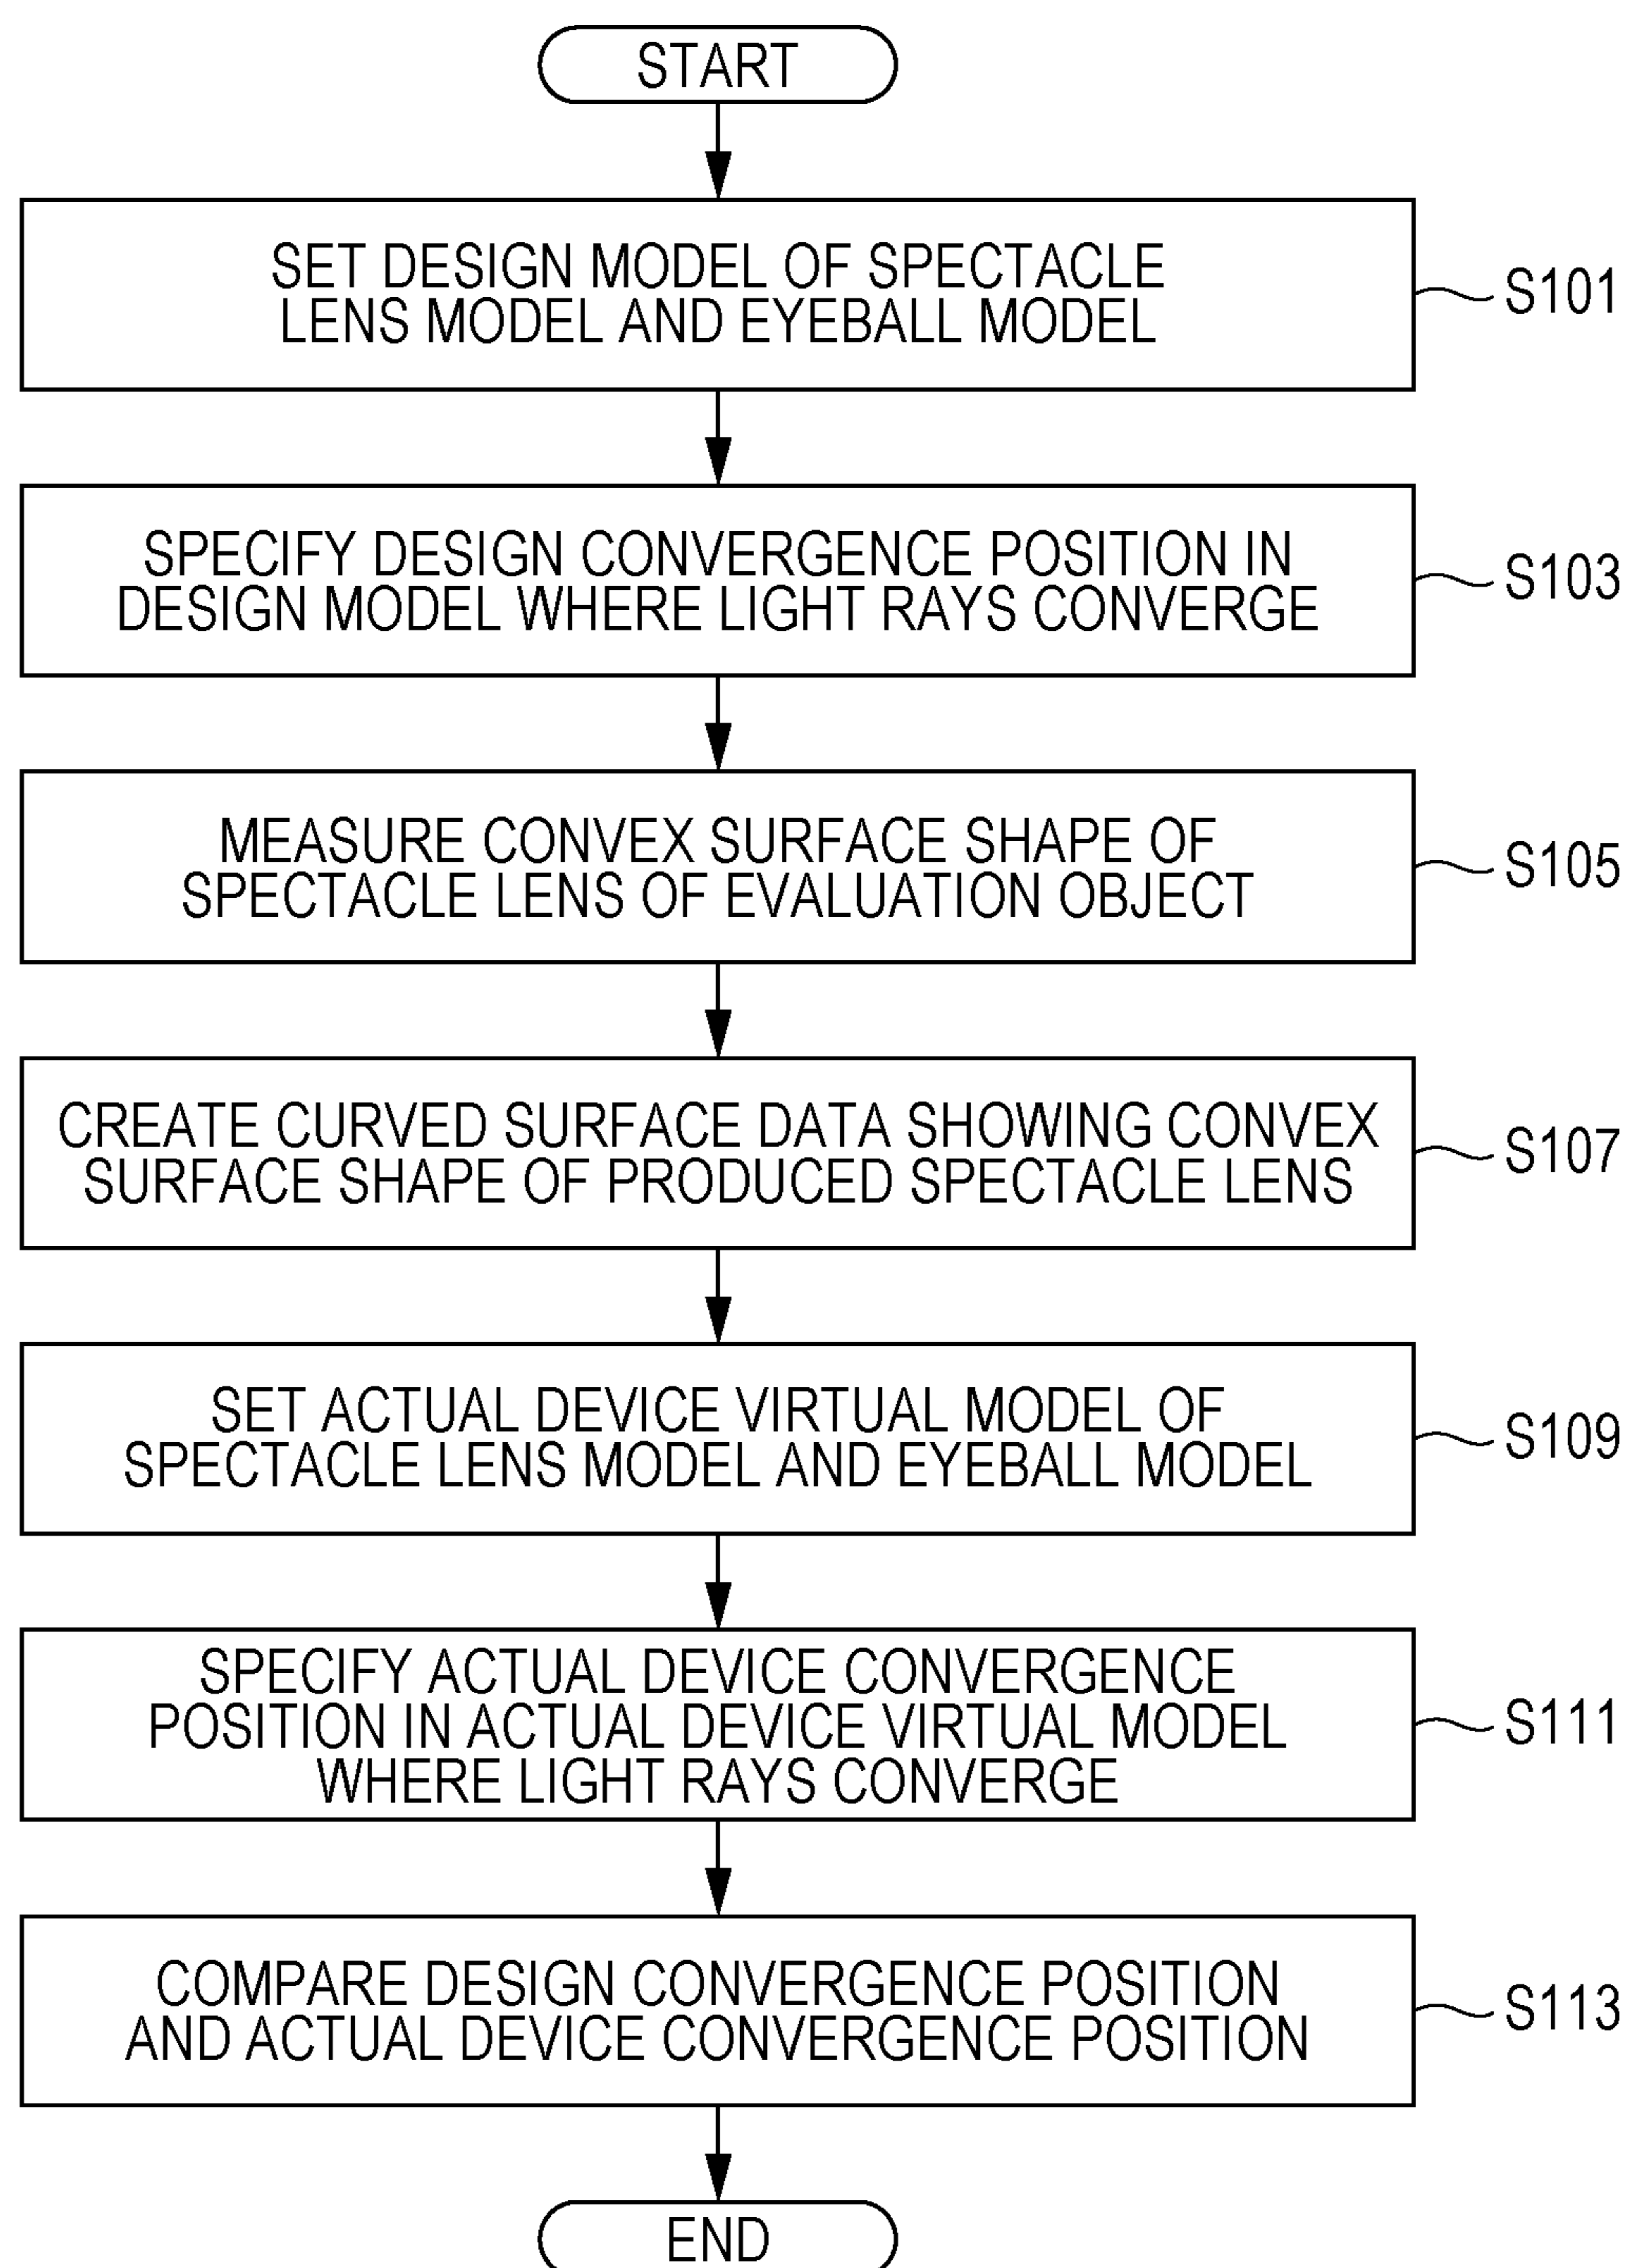 START
SET DESIGN MODEL OF SPECTACLE
LENS MODEL AND EYEBALL MODEL
S101
SPECIFY DESIGN CONVERGENCE POSITION IN
DESIGN MODEL WHERE LIGHT RAYS CONVERGE
S103
MEASURE CONVEX SURFACE SHAPE OF
SPECTACLE LENS OF EVALUATION OBJECT
S105
CREATE CURVED SURFACE DATA SHOWING CONVEX
SURFACE SHAPE OF PRODUCED SPECTACLE LENS
S107
SET ACTUAL DEVICE VIRTUAL MODEL OF
SPECTACLE LENS MODEL AND EYEBALL MODEL
S109
SPECIFY ACTUAL DEVICE CONVERGENCE
POSITION IN ACTUAL DEVICE VIRTUAL MODEL
WHERE LIGHT RAYS CONVERGE
S111
COMPARE DESIGN CONVERGENCE POSITION
AND ACTUAL DEVICE CONVERGENCE POSITION
S113
END